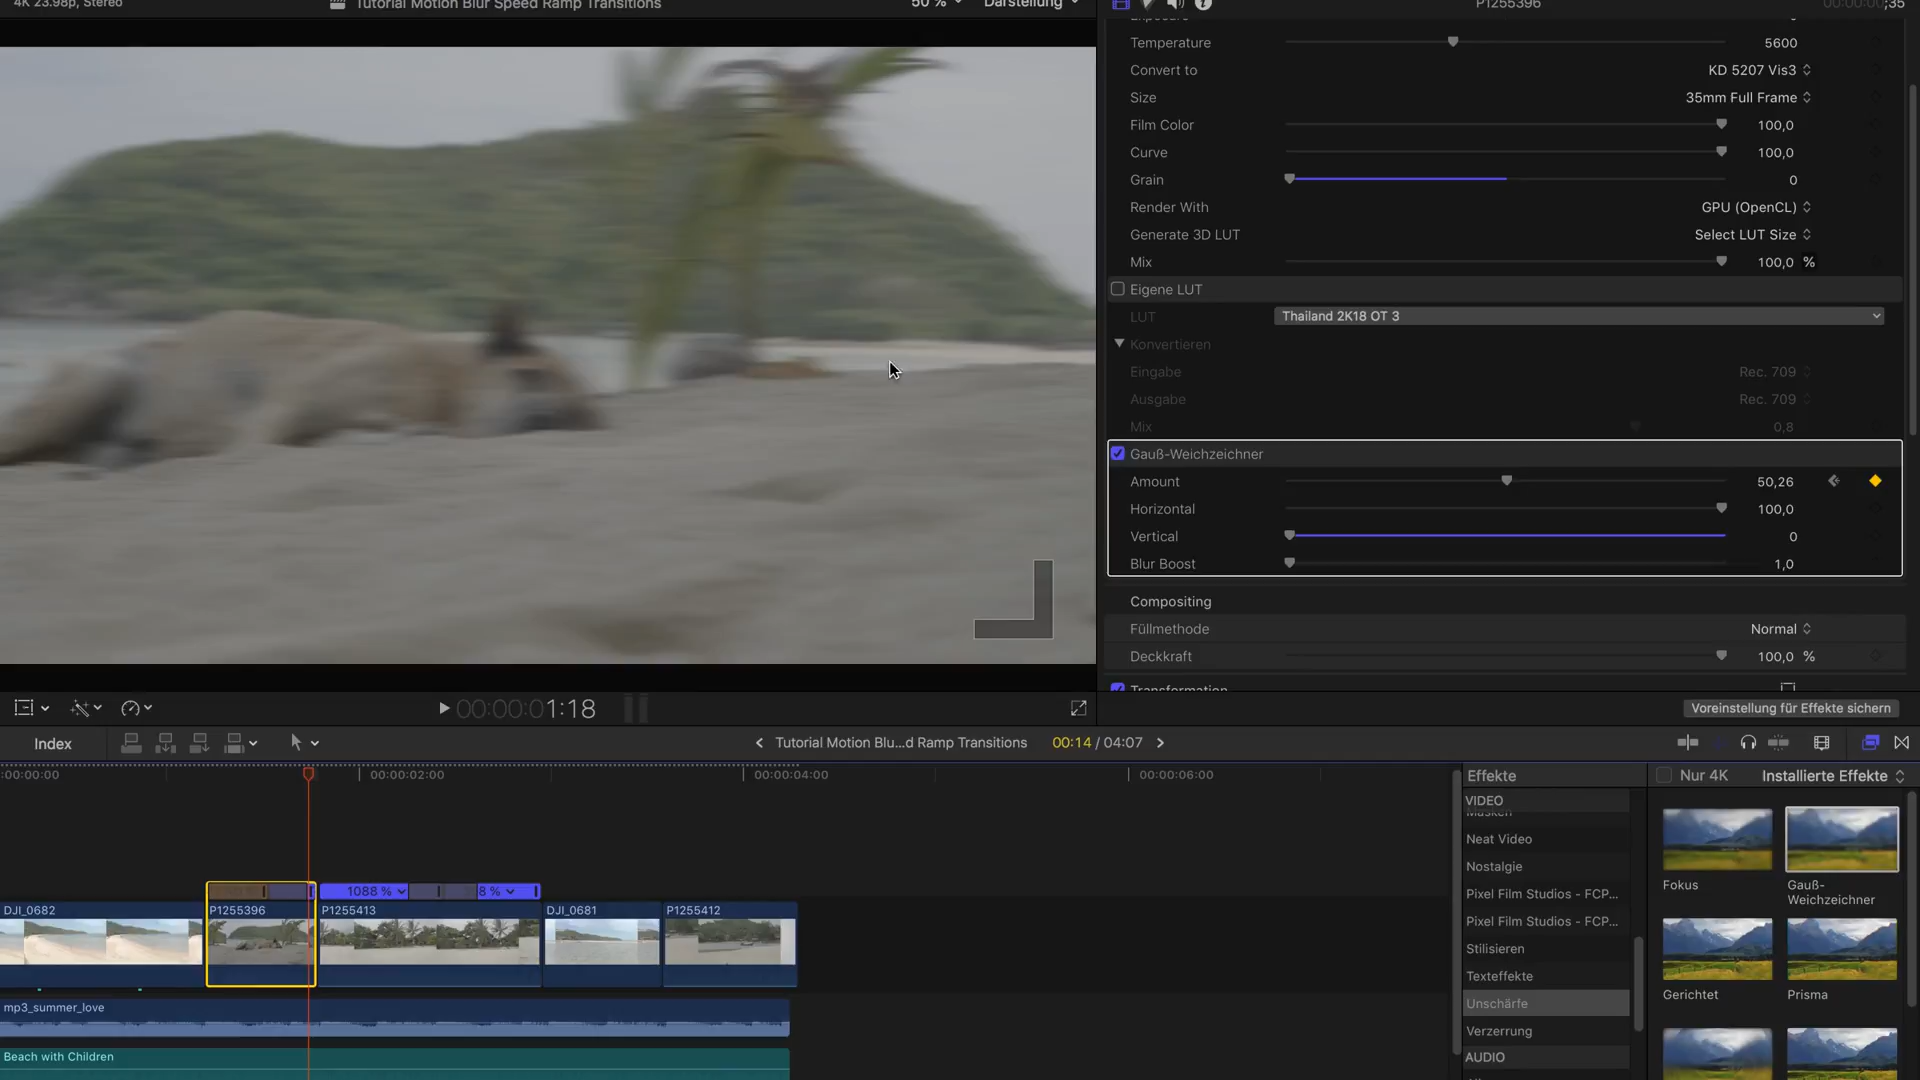 4K 23.98p, Stereo
Tutorial Motion Blur Speed Ramp Transitions
50 %
Darstellung
P1255396
00:00:00:00;35
Exposure
Temperature
5600
Convert to
KD 5207 Vis3
Size
35mm Full Frame
Film Color
100,0
Curve
100,0
Grain
0
Render With
GPU (OpenCL)
Generate 3D LUT
Select LUT Size
Mix
100,0 %
Eigene LUT
LUT
Thailand 2K18 OT 3
Konvertieren
Eingabe
Rec. 709
Ausgabe
Rec. 709
Mix
0,8
Gauß-Weichzeichner
Amount
50,26
Horizontal
100,0
Vertical
0
Blur Boost
1,0
Compositing
Füllmethode
Normal
Deckkraft
100,0 %
Transformation
00:00:01:18
Voreinstellung für Effekte sichern
Index
Tutorial Motion Blu...d Ramp Transitions
00:14 / 04:07
:00:00:00
00:00:02:00
00:00:04:00
00:00:06:00
Effekte
Nur 4K
Installierte Effekte
VIDEO
Masken
Neat Video
Nostalgie
Pixel Film Studios - FCP...
Pixel Film Studios - FCP...
Stilisieren
Texteffekte
Unschärfe
Verzerrung
AUDIO
Fokus
Gauß-
Weichzeichner
Gerichtet
Prisma
1088 %
8 %
DJI_0682
P1255396
P1255413
DJI_0681
P1255412
mp3_summer_love
Beach with Children